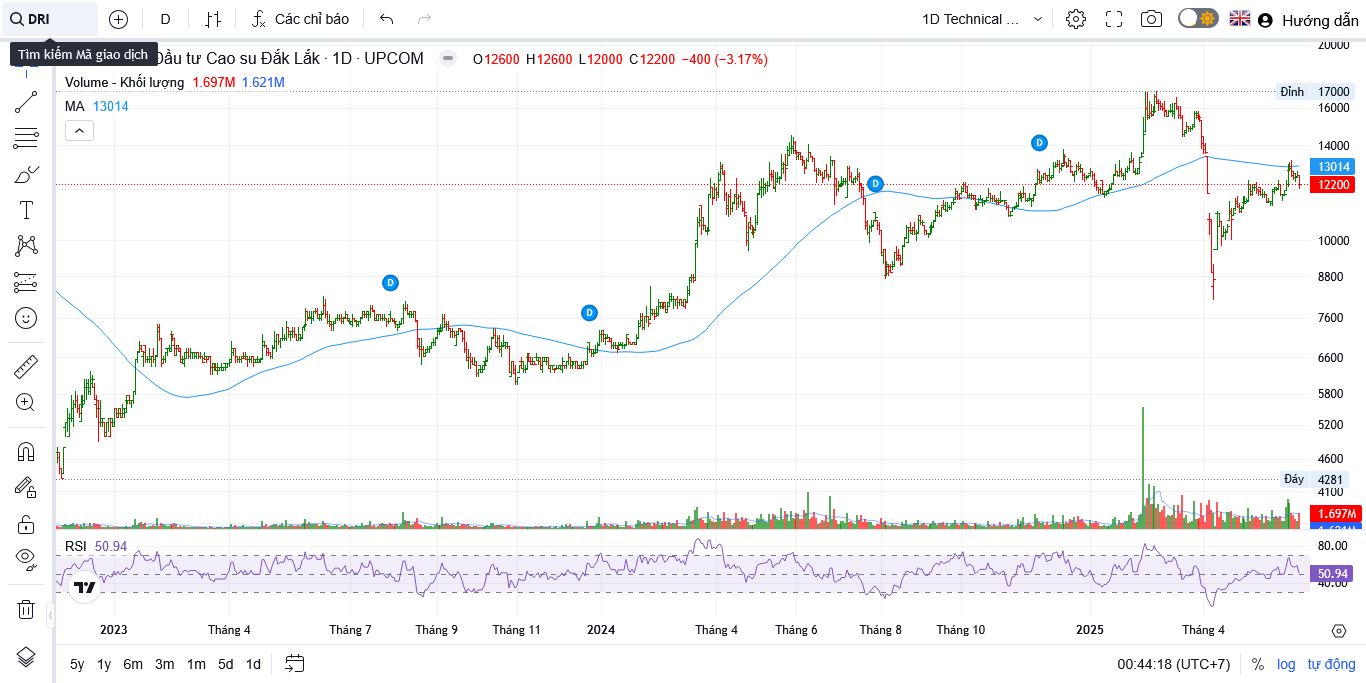 DRI D Các chỉ báo 1D Technical ... Hướng dẫn
Tìm kiếm Mã giao dịch
Đầu tư Cao su Đắk Lắk · 1D · UPCOM O12600 H12600 L12000 C12200 −400 (−3.17%)
Volume - Khối lượng 1.697M 1.621M
MA 13014
20000
Đỉnh 17000
16000
14000
13014
12200
10000
8800
7600
6600
5800
5200
4600
Đáy 4281
4100
1.697M
D
D
D
D
RSI 50.94
80.00
50.94
40.00
2023 Tháng 4 Tháng 7 Tháng 9 Tháng 11 2024 Tháng 4 Tháng 6 Tháng 8 Tháng 10 2025 Tháng 4
5y 1y 6m 3m 1m 5d 1d 00:44:18 (UTC+7) % log tự động